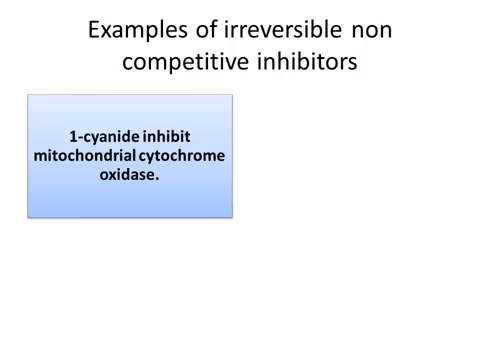 Examples of irreversible non
competitive inhibitors
1-cyanide inhibit
mitochondrial cytochrome
oxidase.